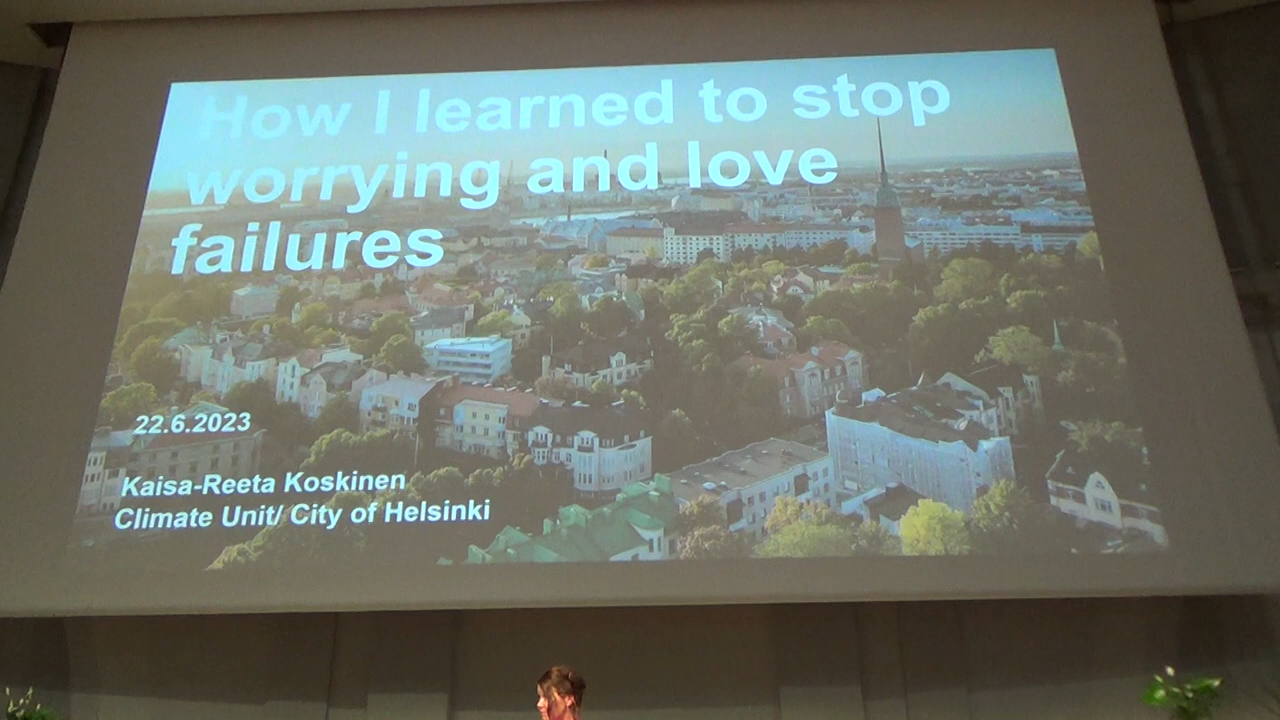 How I learned to stop
worrying and love
failures
22.6.2023
Kaisa-Reeta Koskinen
Climate Unit/ City of Helsinki